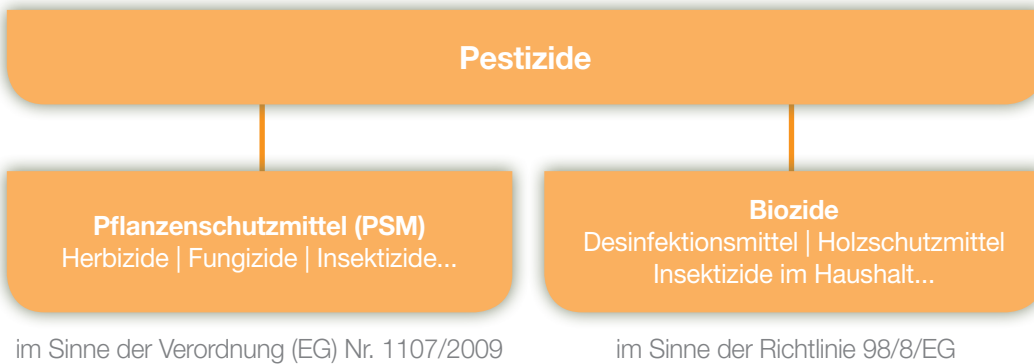 Pestizide
Pflanzenschutzmittel (PSM)
Herbizide | Fungizide | Insektizide...
im Sinne der Verordnung (EG) Nr. 1107/2009
Biozide
Desinfektionsmittel | Holzschutzmittel
Insektizide im Haushalt...
im Sinne der Richtlinie 98/8/EG